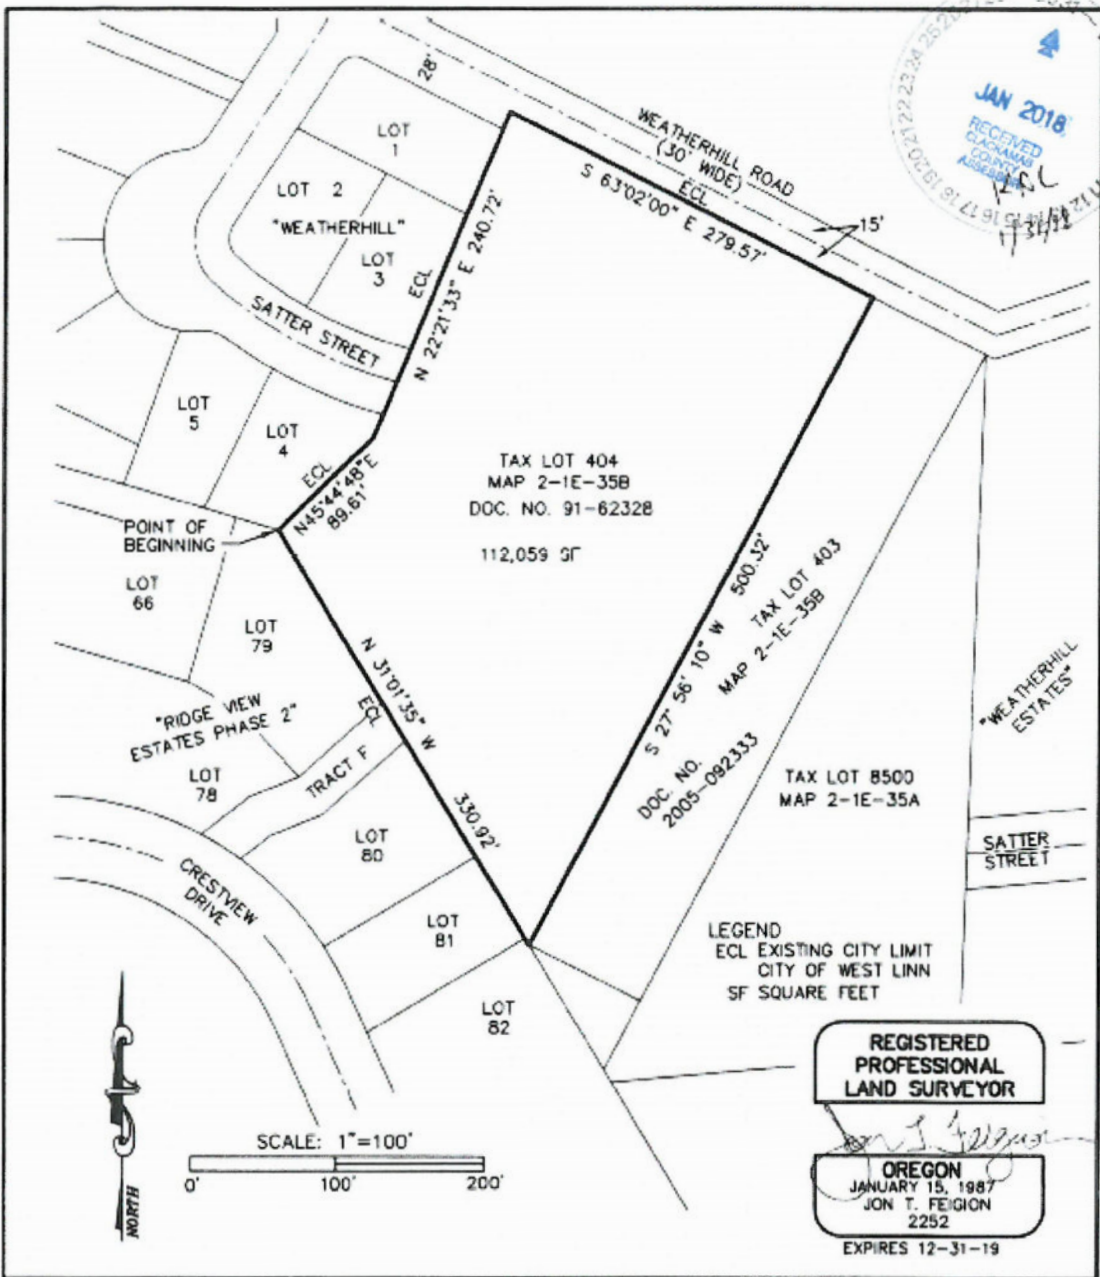 JAN 2018
RECEIVED
CLACKAMAS
COUNTY
ASSESSOR
28'
WEATHERHILL ROAD
(30' WIDE)
ECL
S 63°02'00" E 279.57'
15'
LOT
1
LOT 2
"WEATHERHILL"
LOT
3
ECL
N 22°21'33" E 240.72'
SATTER STREET
LOT
5
LOT
4
ECL
N45°44'48"E
89.61'
POINT OF
BEGINNING
TAX LOT 404
MAP 2-1E-35B
DOC. NO. 91-62328
112,059 SF
LOT
66
LOT
79
N 31°01'35" W
330.92'
ECL
"RIDGE VIEW
ESTATES PHASE 2"
LOT
78
TRACT F
S 27° 56' 10" W 500.32'
TAX LOT 403
MAP 2-1E-35B
DOC. NO.
2005-092333
"WEATHERHILL
ESTATES"
TAX LOT 8500
MAP 2-1E-35A
SATTER
STREET
LOT
80
CRESTVIEW
DRIVE
LOT
81
LOT
82
LEGEND
ECL EXISTING CITY LIMIT
CITY OF WEST LINN
SF SQUARE FEET
REGISTERED
PROFESSIONAL
LAND SURVEYOR
OREGON
JANUARY 15, 1987
JON T. FEIGION
2252
EXPIRES 12-31-19
SCALE: 1"=100'
0' 100' 200'
NORTH